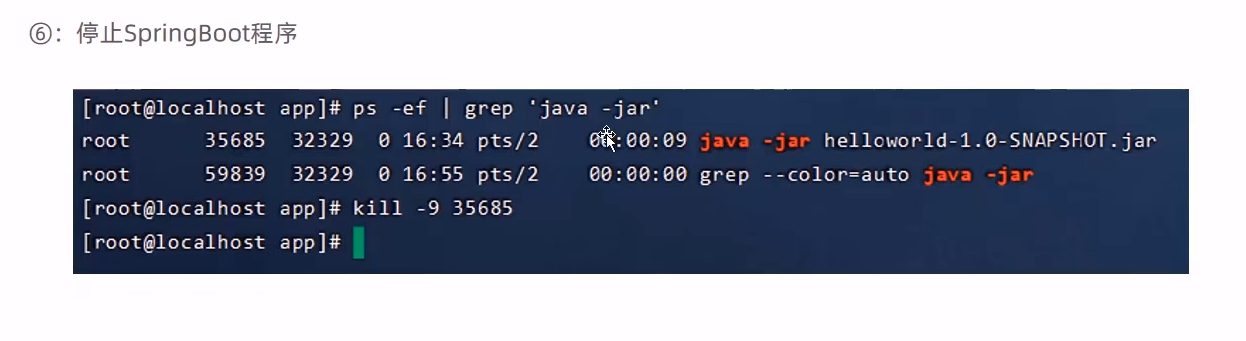 ⑥：停止SpringBoot程序
[root@localhost app]# ps -ef | grep 'java -jar'
root 35685 32329 0 16:34 pts/2 00:00:09 java -jar helloworld-1.0-SNAPSHOT.jar
root 59839 32329 0 16:55 pts/2 00:00:00 grep --color=auto java -jar
[root@localhost app]# kill -9 35685
[root@localhost app]#